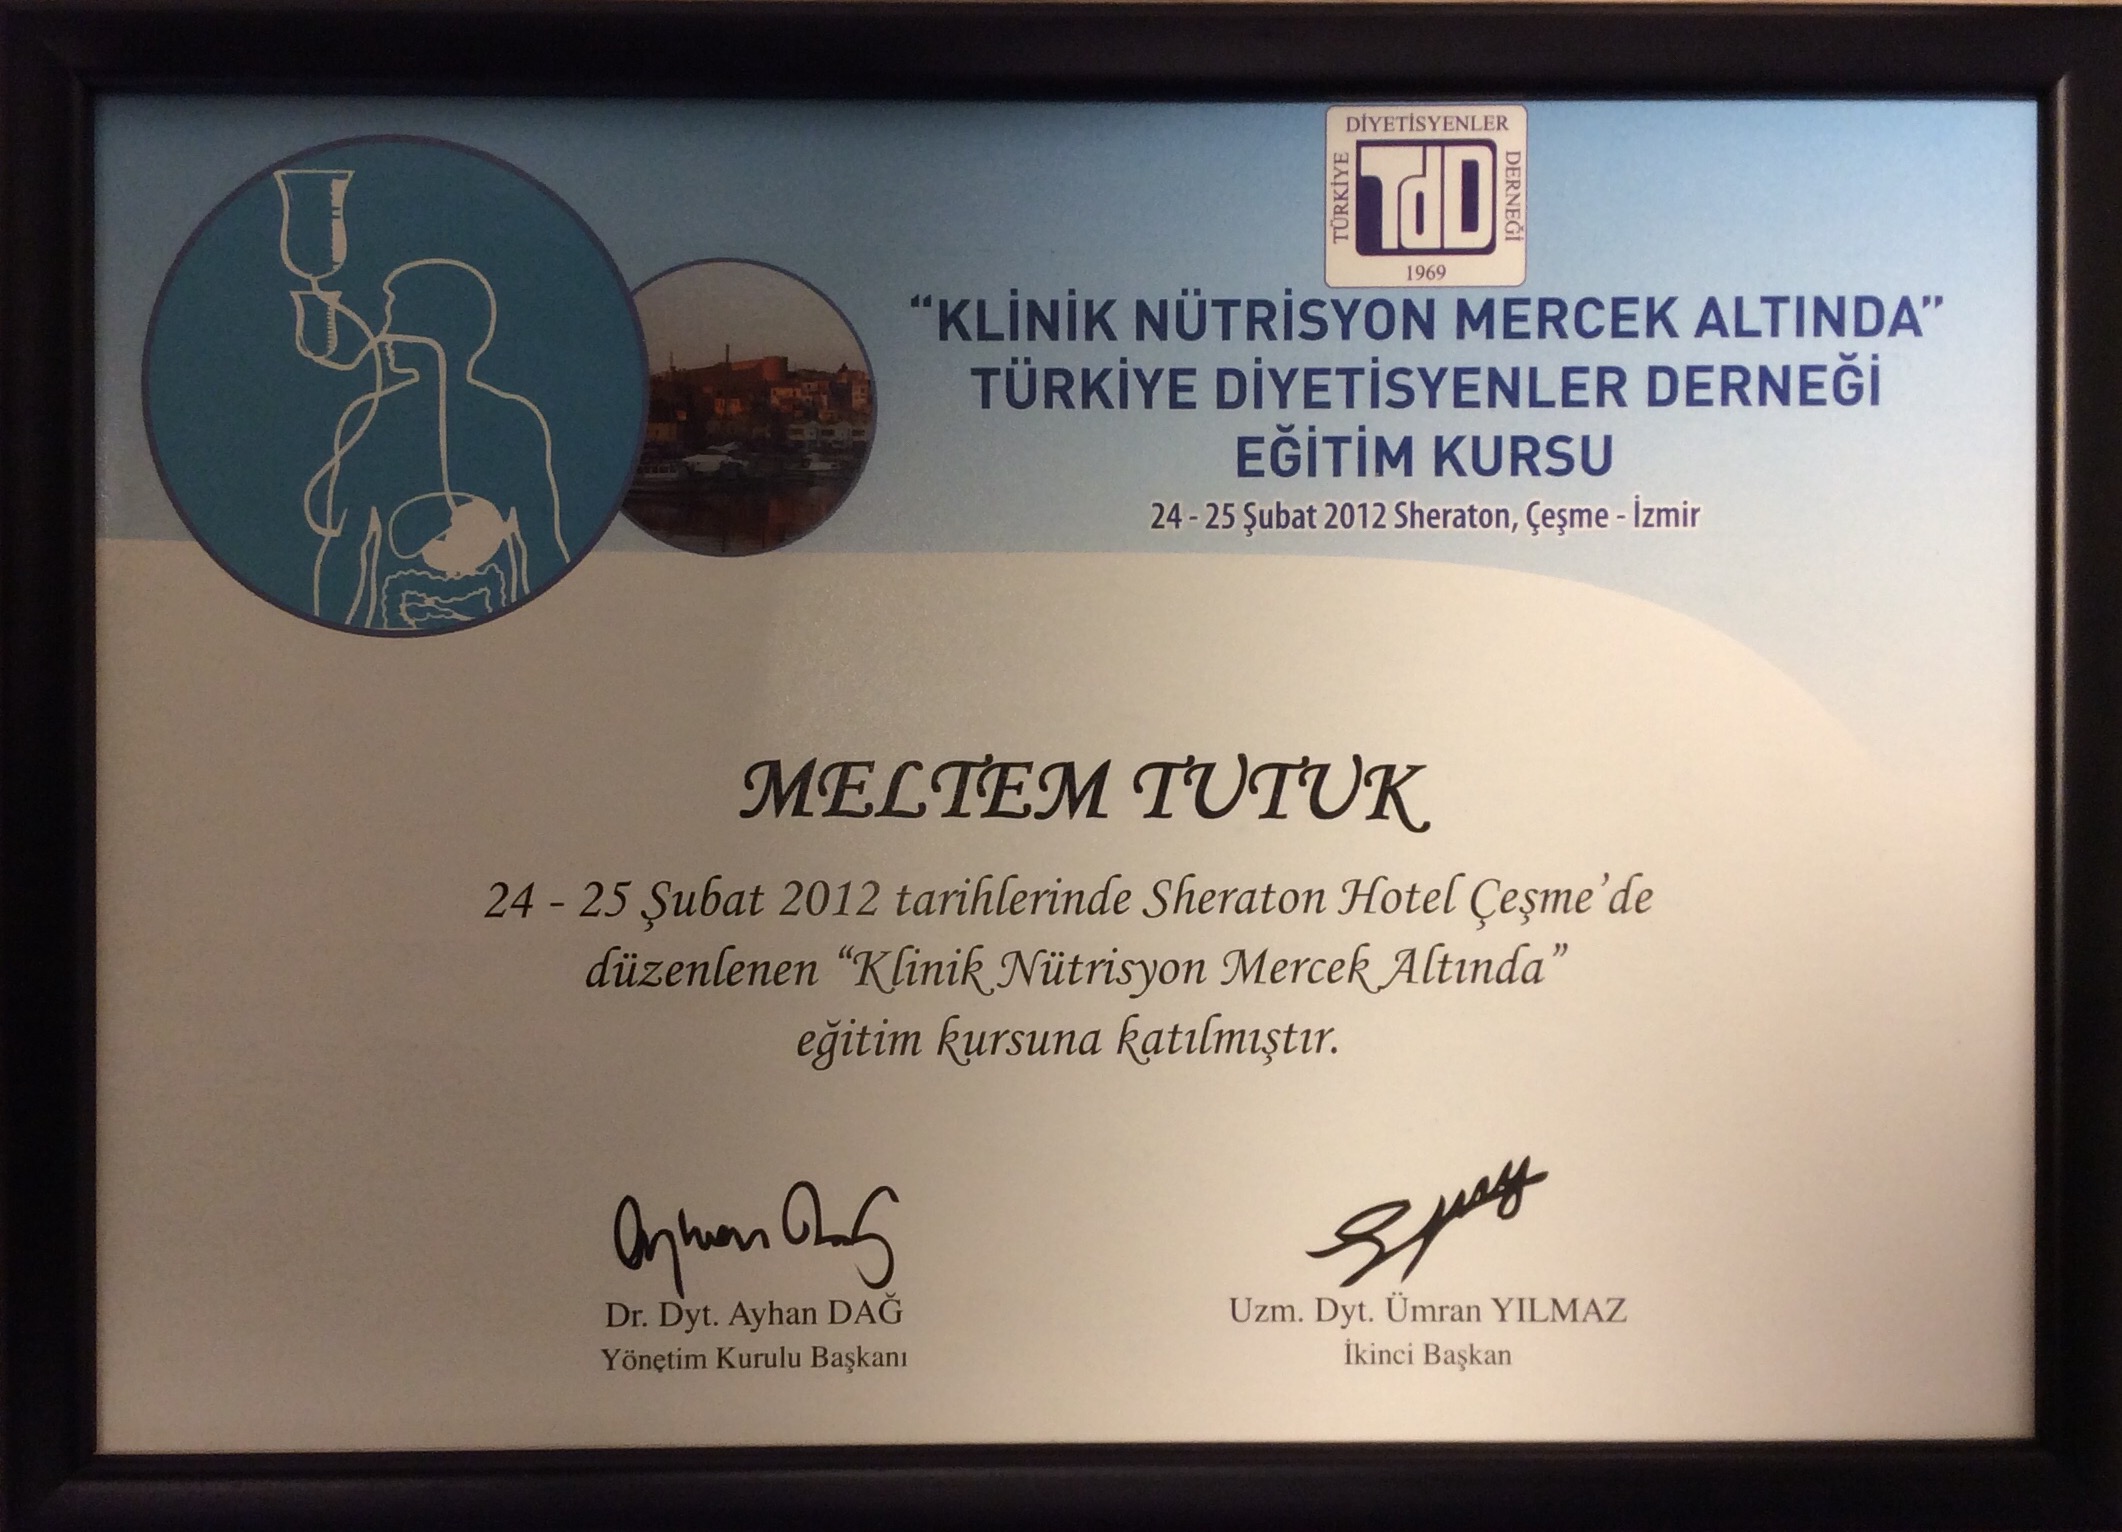 DİYETİSYENLER
TÜRKİYE
TdD
DERNEĞİ
1969
“KLİNİK NÜTRİSYON MERCEK ALTINDA”
TÜRKİYE DİYETİSYENLER DERNEĞİ
EĞİTİM KURSU
24 - 25 Şubat 2012 Sheraton, Çeşme - İzmir
MELTEM TUTUK
24 - 25 Şubat 2012 tarihlerinde Sheraton Hotel Çeşme’de
düzenlenen “Klinik Nütrisyon Mercek Altında”
eğitim kursuna katılmıştır.
Ayhan Dağ
Dr. Dyt. Ayhan DAĞ
Yönetim Kurulu Başkanı
Uzm. Dyt. Ümran YILMAZ
İkinci Başkan